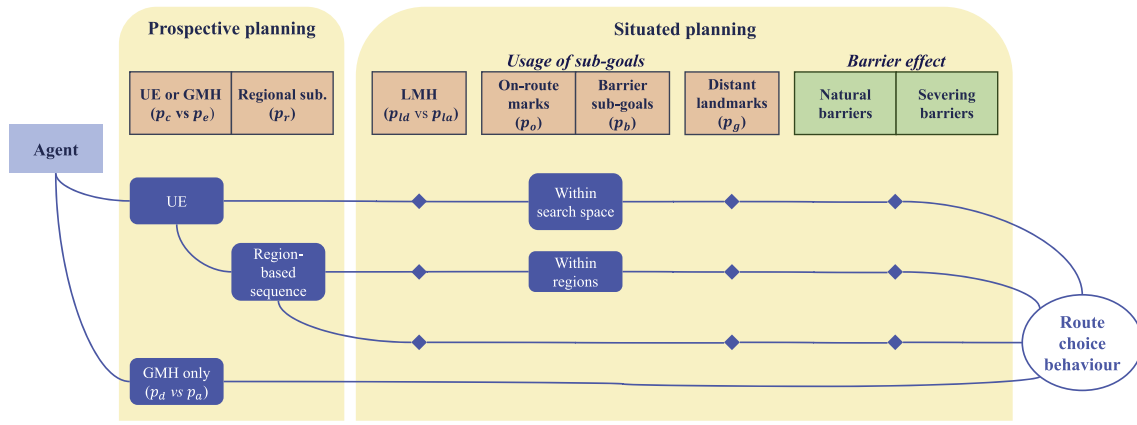 Prospective planning
Situated planning
Usage of sub-goals
Barrier effect
UE or GMH
(p_c vs p_e)
Regional sub.
(p_r)
LMH
(p_ld vs p_la)
On-route
marks
(p_o)
Barrier
sub-goals
(p_b)
Distant
landmarks
(p_g)
Natural
barriers
Severing
barriers
Agent
UE
Within
search space
Region-
based
sequence
Within
regions
Route
choice
behaviour
GMH only
(p_d vs p_a)